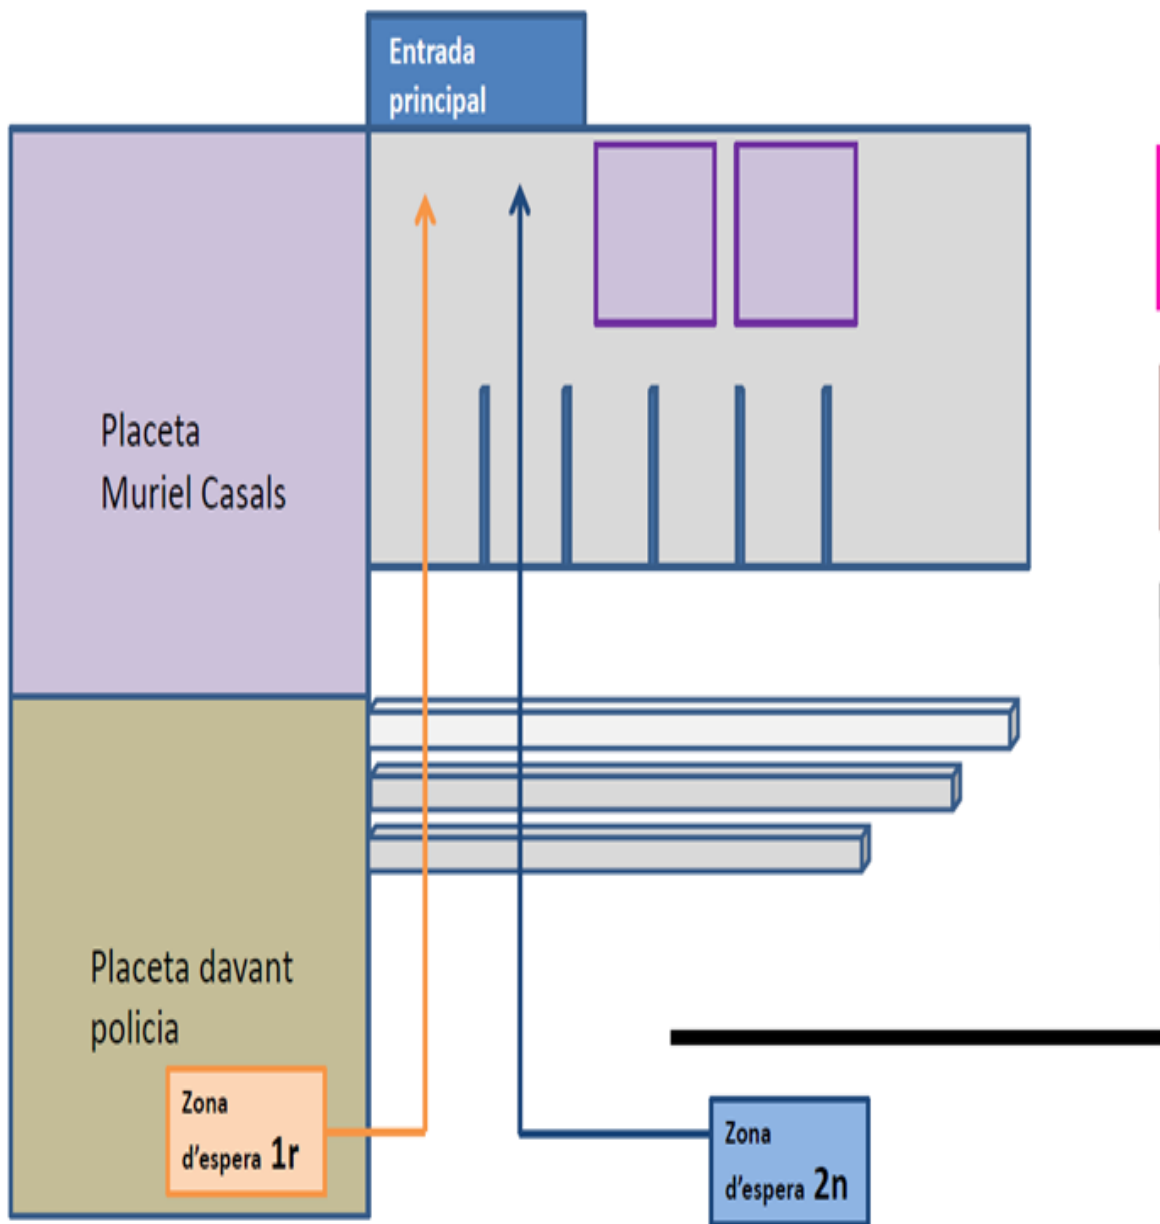 Entrada
principal
Placeta
Muriel Casals
Placeta davant
policia
Zona
d'espera 1r
Zona
d'espera 2n